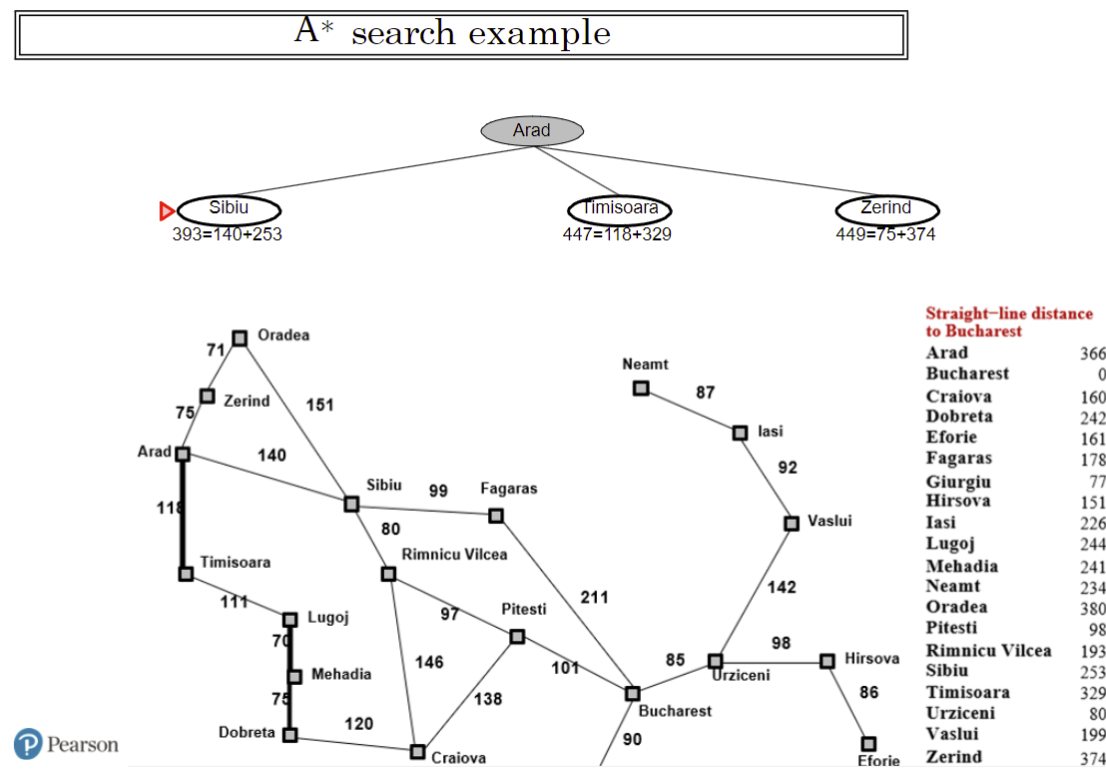 A* search example
Arad
Sibiu
Timisoara
Zerind
393=140+253
447=118+329
449=75+374
Straight−line distance
to Bucharest
Arad 366
Bucharest 0
Craiova 160
Dobreta 242
Eforie 161
Fagaras 178
Giurgiu 77
Hirsova 151
Iasi 226
Lugoj 244
Mehadia 241
Neamt 234
Oradea 380
Pitesti 98
Rimnicu Vilcea 193
Sibiu 253
Timisoara 329
Urziceni 80
Vaslui 199
Zerind 374
Oradea
71
Neamt
87
Zerind
151
75
Iasi
Arad
140
92
Sibiu
99
Fagaras
118
80
Vaslui
Rimnicu Vilcea
Timisoara
142
111
211
97
Pitesti
Lugoj
70
98
146
101
85
Hirsova
Mehadia
Urziceni
75
138
86
Bucharest
Dobreta
120
90
Craiova
Eforie
Pearson